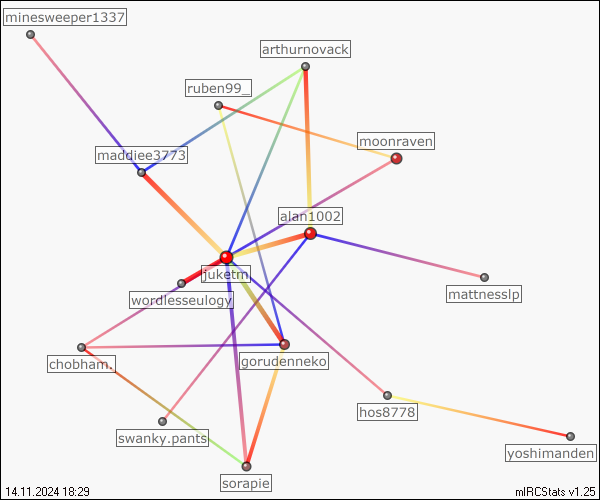 minesweeper1337
arthurnovack
ruben99_
moonraven
maddiee3773
alan1002
juketm
wordlesseulogy
mattnesslp
chobham.
gorudenneko
hos8778
swanky.pants
yoshimanden
sorapie
14.11.2024 18:29
mIRCStats v1.25